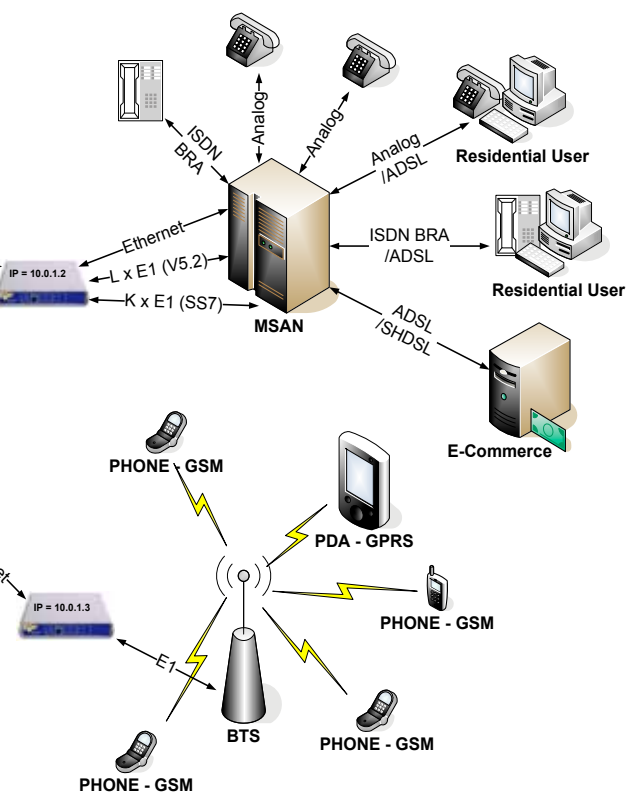 ISDN
BRA
Analog
Analog
Analog
/ADSL
Residential User
Ethernet
IP = 10.0.1.2
L x E1 (V5.2)
K x E1 (SS7)
MSAN
ISDN BRA
/ADSL
Residential User
ADSL
/SHDSL
E-Commerce
PHONE - GSM
PDA - GPRS
IP = 10.0.1.3
PHONE - GSM
E1
BTS
PHONE - GSM
PHONE - GSM